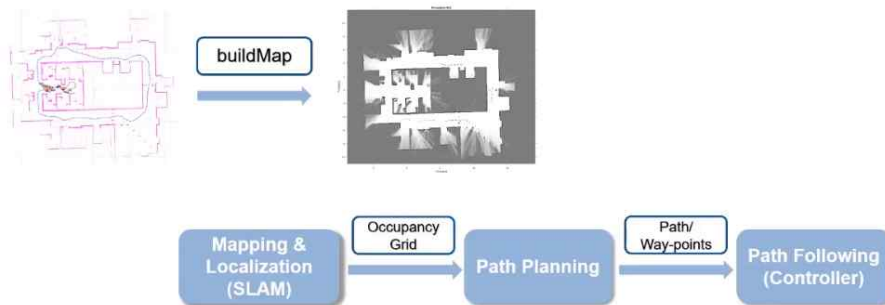 buildMap
Occupancy
Grid
Path/
Way-points
Mapping &
Localization
(SLAM)
Path Planning
Path Following
(Controller)